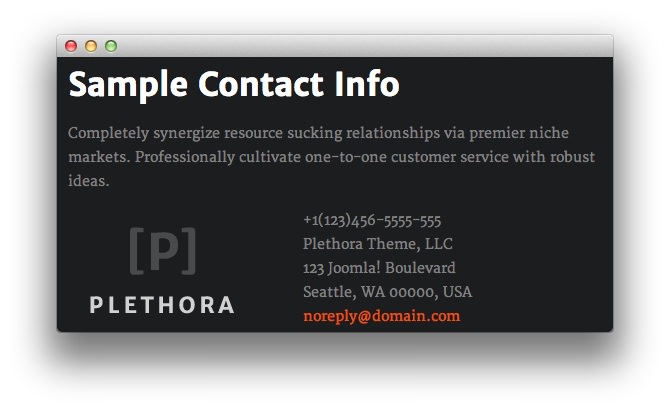 Sample Contact Info
Completely synergize resource sucking relationships via premier niche
markets. Professionally cultivate one-to-one customer service with robust
ideas.
[P]
PLETHORA
+1(123)456-5555-555
Plethora Theme, LLC
123 Joomla! Boulevard
Seattle, WA 00000, USA
noreply@domain.com